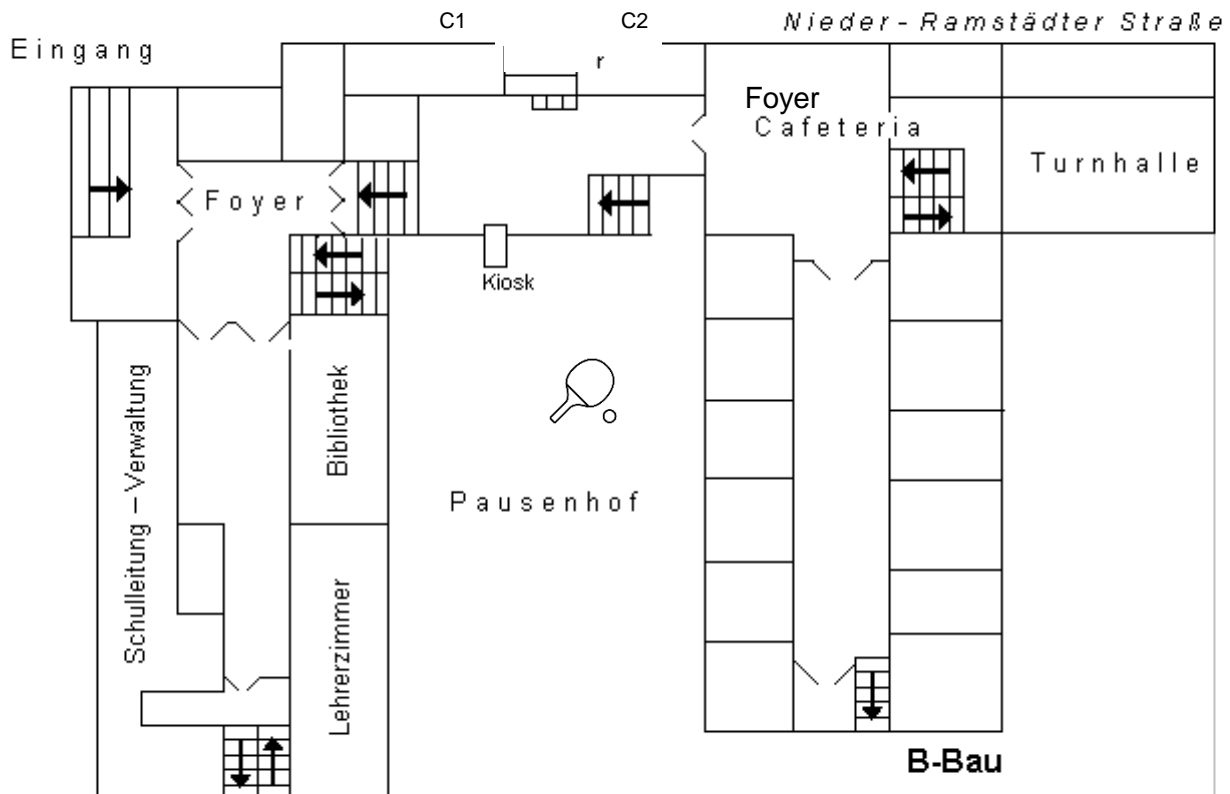 C1
C2
Nieder-Ramstädter Straße
Eingang
r
Foyer
Cafeteria
Turnhalle
Foyer
Kiosk
Schulleitung – Verwaltung
Bibliothek
Pausenhof
Lehrerzimmer
B-Bau